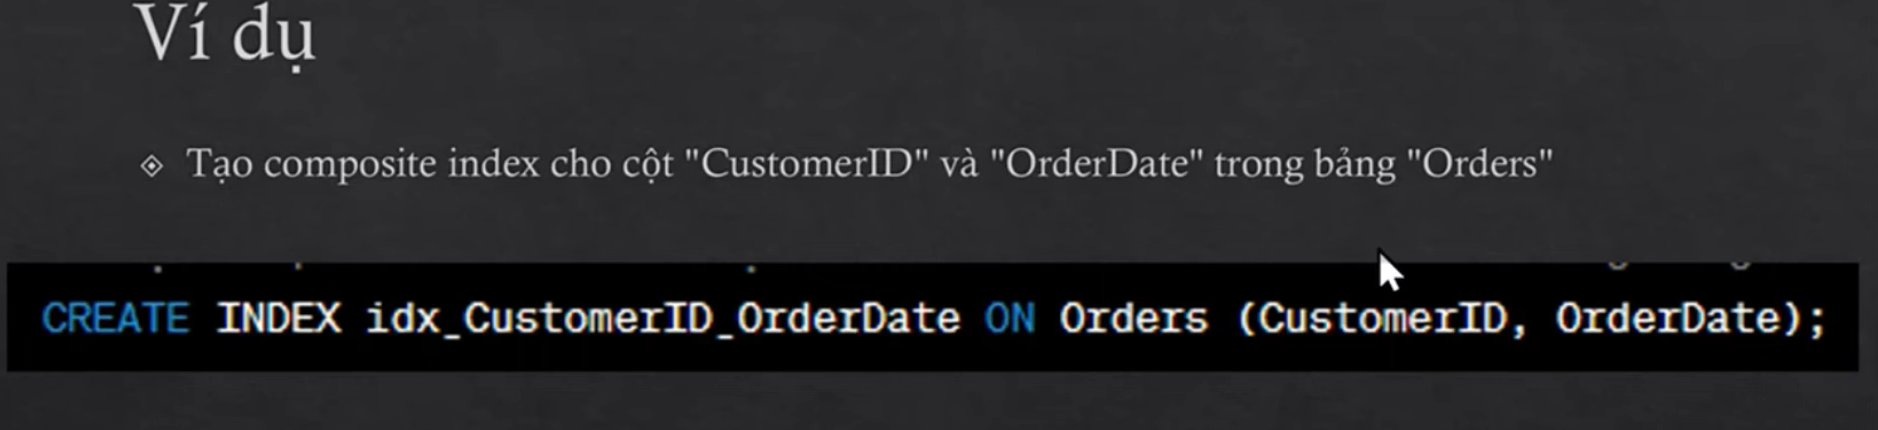 Ví dụ
Tạo composite index cho cột "CustomerID" và "OrderDate" trong bảng "Orders"
CREATE INDEX idx_CustomerID_OrderDate ON Orders (CustomerID, OrderDate);